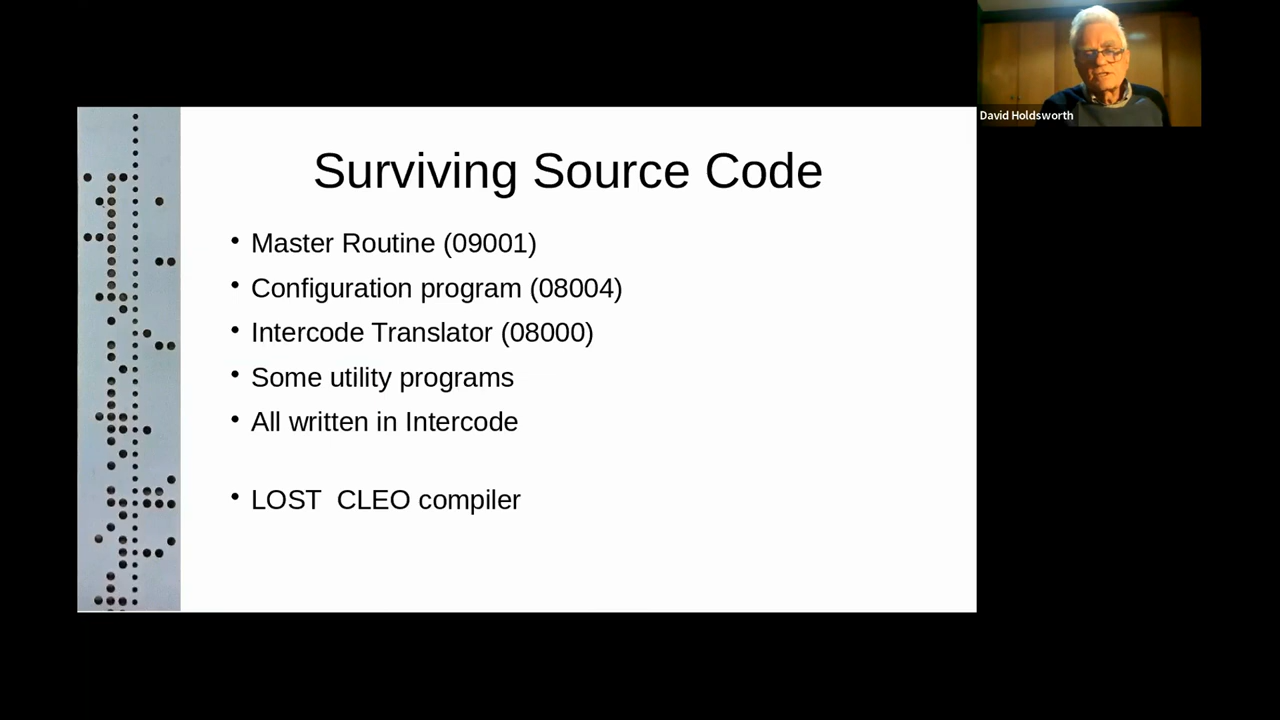 Surviving Source Code
• Master Routine (09001)
• Configuration program (08004)
• Intercode Translator (08000)
• Some utility programs
• All written in Intercode
• LOST  CLEO compiler
David Holdsworth